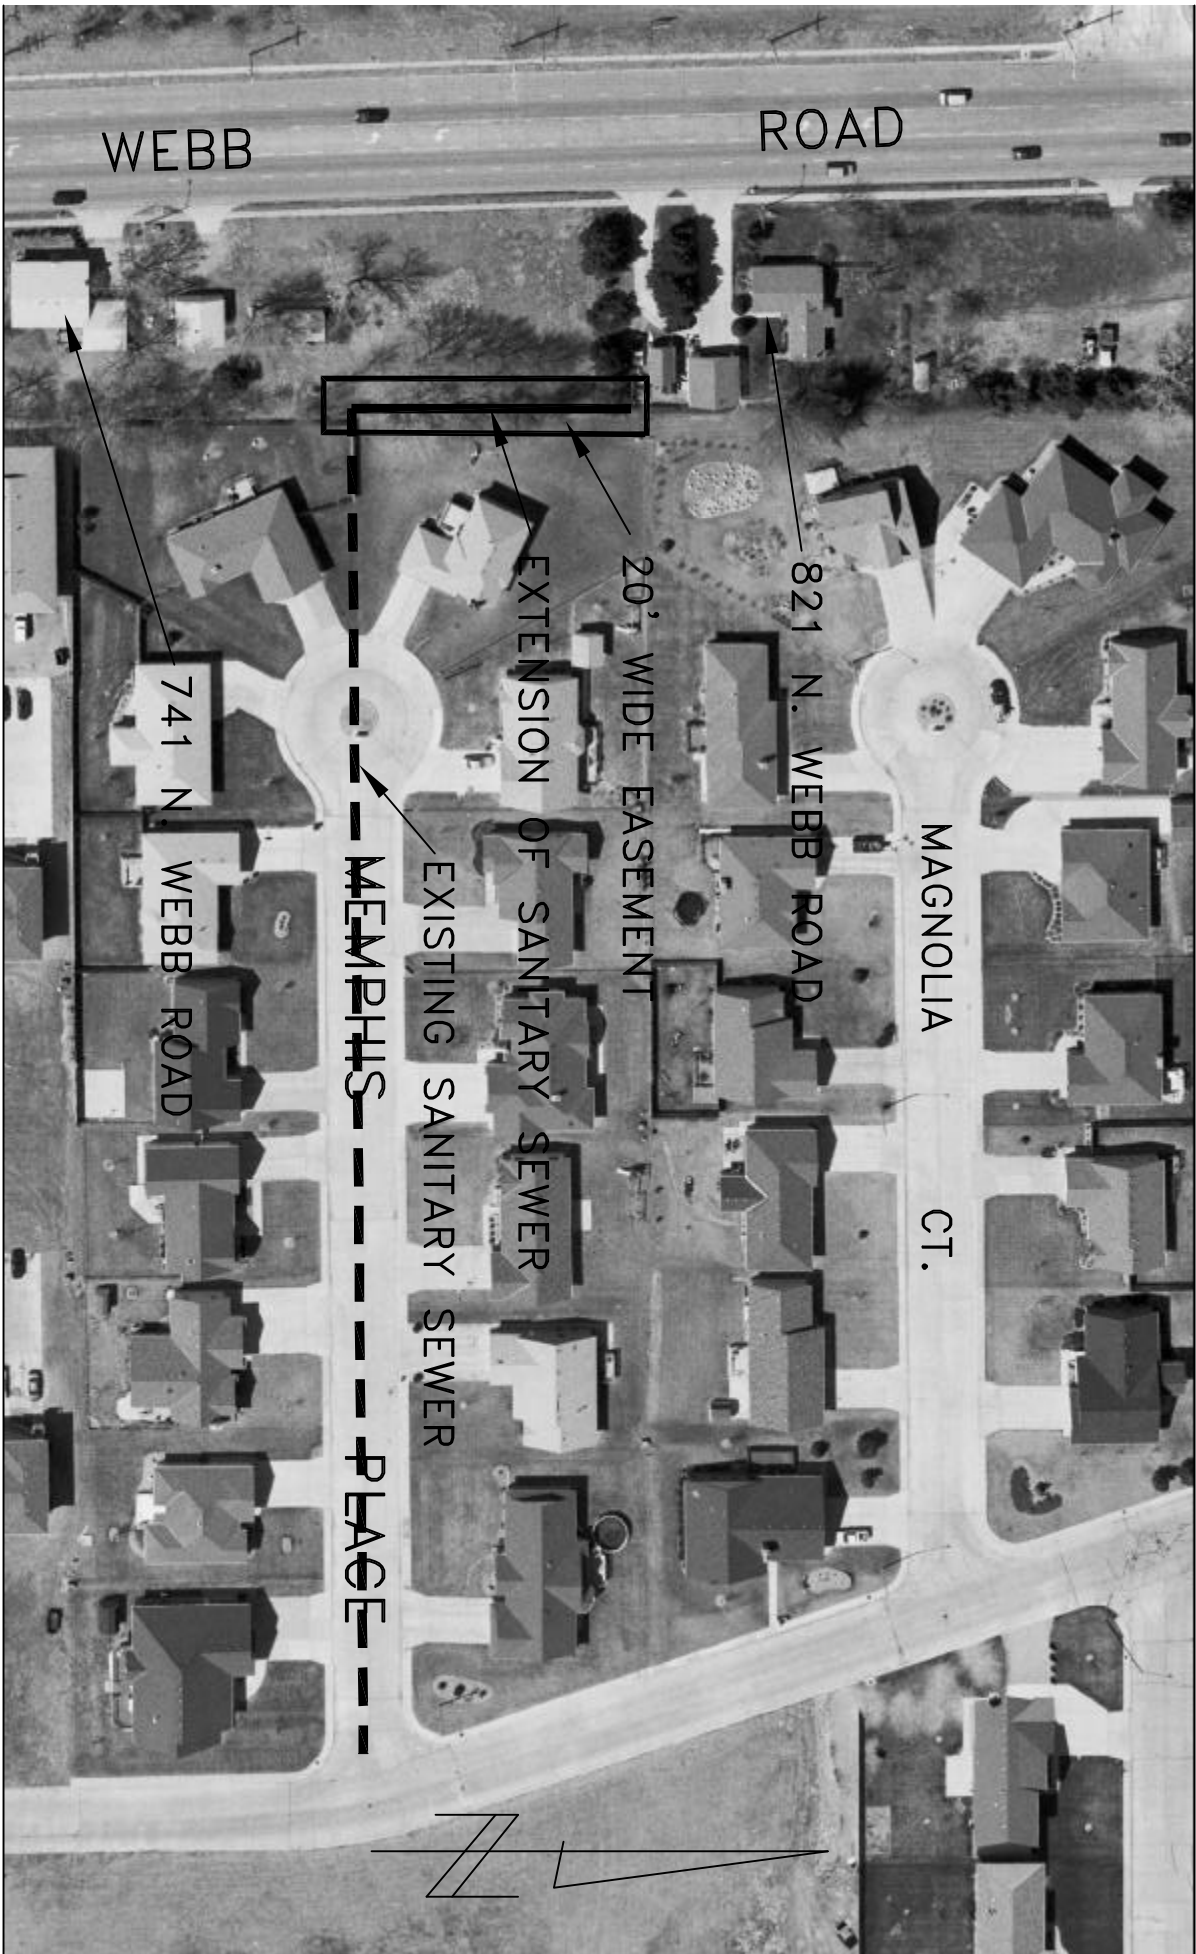 WEBB ROAD
821 N. WEBB ROAD
20' WIDE EASEMENT
EXTENSION OF SANITARY SEWER
741 N. WEBB ROAD
EXISTING SANITARY SEWER
MEMPHIS PLACE
MAGNOLIA CT.
N